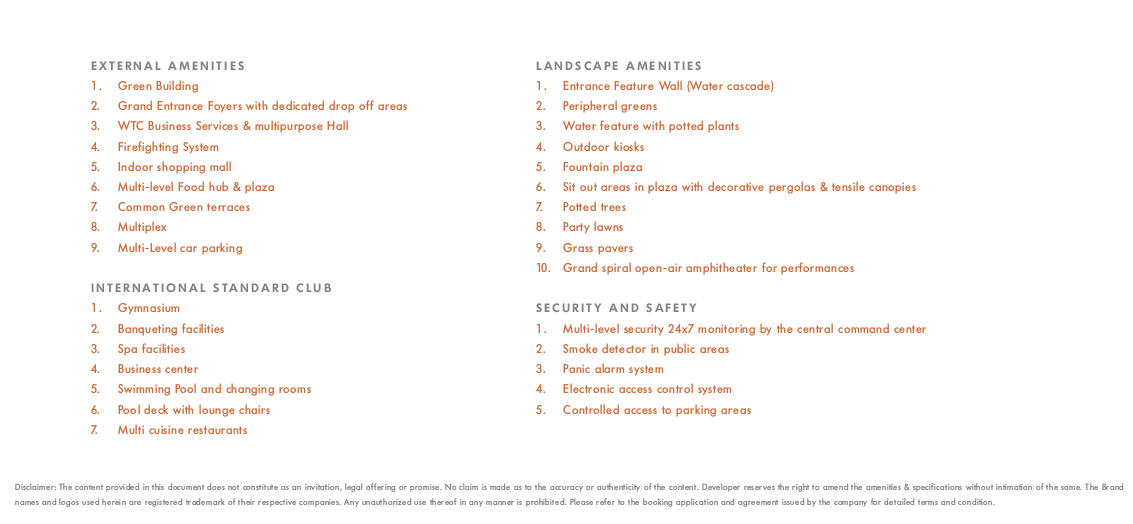 EXTERNAL AMENITIES
1. Green Building
2. Grand Entrance Foyers with dedicated drop off areas
3. WTC Business Services & multipurpose Hall
4. Firefighting System
5. Indoor shopping mall
6. Multi-level Food hub & plaza
7. Common Green terraces
8. Multiplex
9. Multi-Level car parking
INTERNATIONAL STANDARD CLUB
1. Gymnasium
2. Banqueting facilities
3. Spa facilities
4. Business center
5. Swimming Pool and changing rooms
6. Pool deck with lounge chairs
7. Multi cuisine restaurants
LANDSCAPE AMENITIES
1. Entrance Feature Wall (Water cascade)
2. Peripheral greens
3. Water feature with potted plants
4. Outdoor kiosks
5. Fountain plaza
6. Sit out areas in plaza with decorative pergolas & tensile canopies
7. Potted trees
8. Party lawns
9. Grass pavers
10. Grand spiral open-air amphitheater for performances
SECURITY AND SAFETY
1. Multi-level security 24x7 monitoring by the central command center
2. Smoke detector in public areas
3. Panic alarm system
4. Electronic access control system
5. Controlled access to parking areas
Disclaimer: The content provided in this document does not constitute as an invitation, legal offering or promise. No claim is made as to the accuracy or authenticity of the content. Developer reserves the right to amend the amenities & specifications without intimation of the same. The Brand
names and logos used herein are registered trademark of their respective companies. Any unauthorized use thereof in any manner is prohibited. Please refer to the booking application and agreement issued by the company for detailed terms and condition.